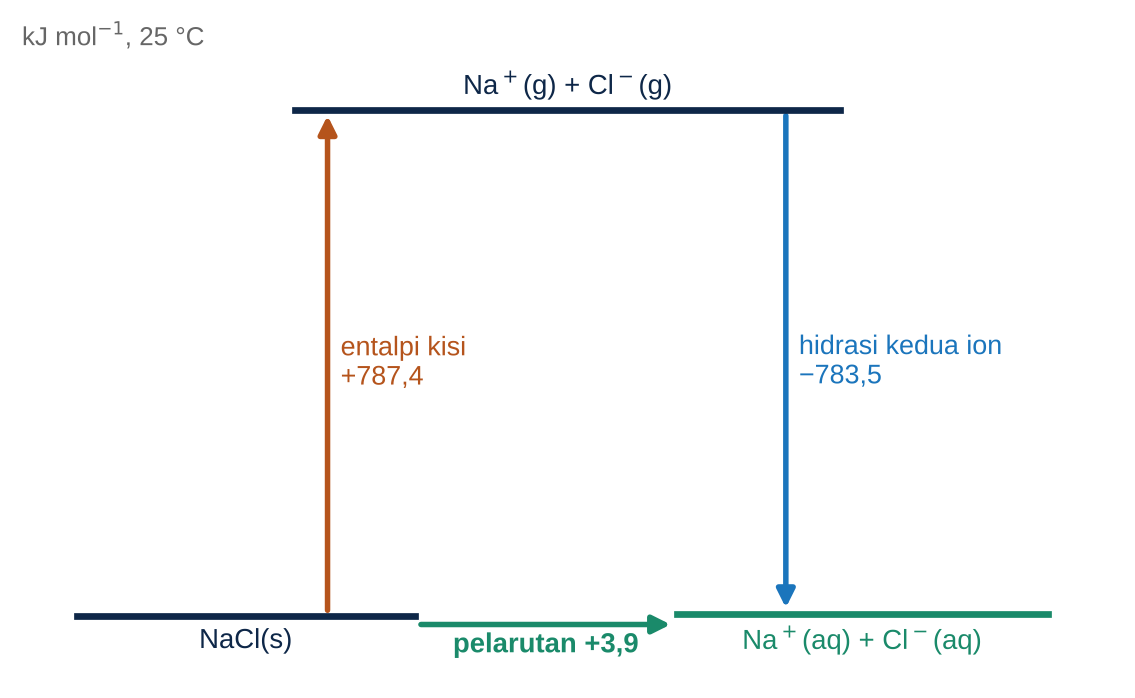 kJ mol⁻¹, 25 °C
Na⁺(g) + Cl⁻(g)
entalpi kisi
+787,4
hidrasi kedua ion
−783,5
NaCl(s)
pelarutan +3,9
Na⁺(aq) + Cl⁻(aq)